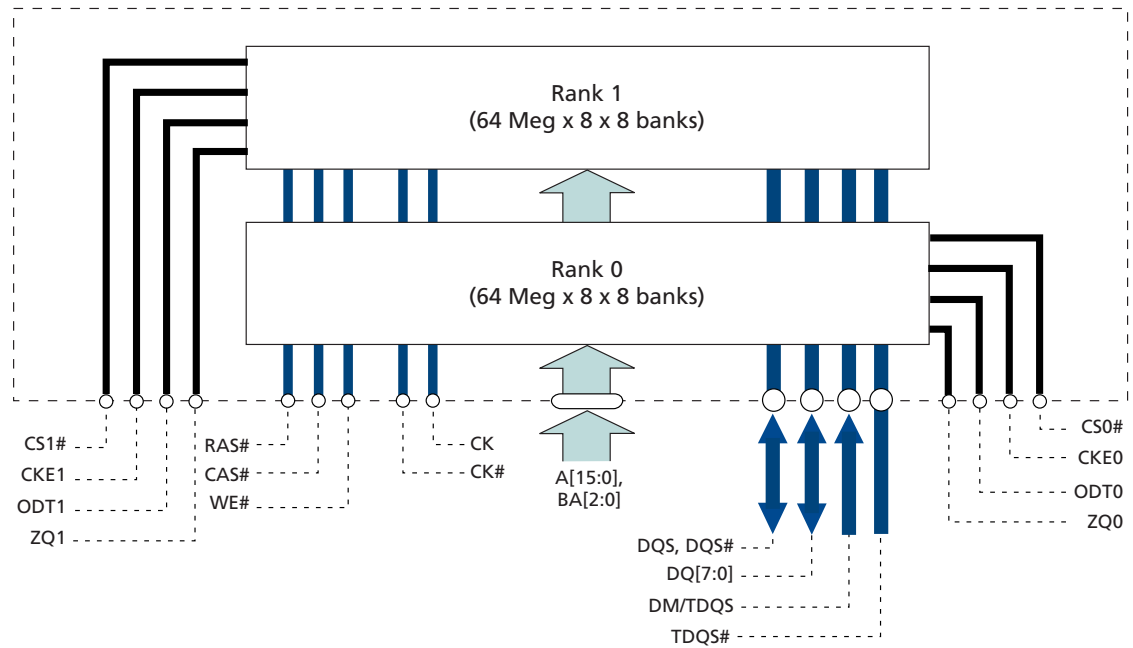 Rank 1
(64 Meg x 8 x 8 banks)
Rank 0
(64 Meg x 8 x 8 banks)
CS1#
CKE1
ODT1
ZQ1
RAS#
CAS#
WE#
CK
CK#
A[15:0],
BA[2:0]
DQS, DQS#
DQ[7:0]
DM/TDQS
TDQS#
CS0#
CKE0
ODT0
ZQ0